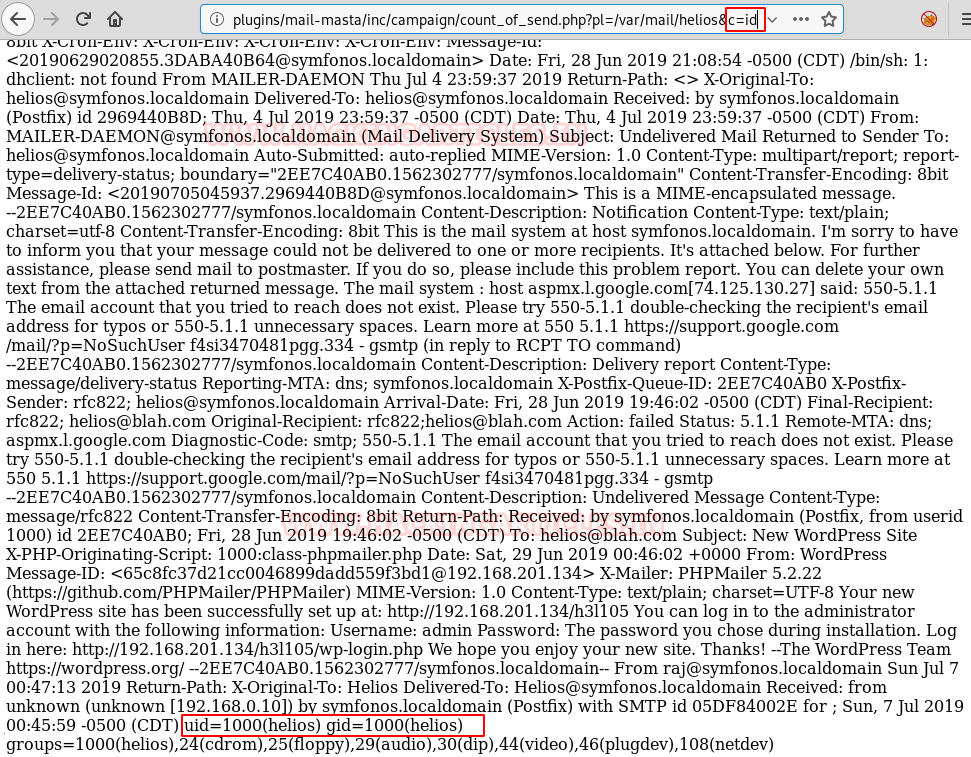 plugins/mail-masta/inc/campaign/count_of_send.php?pl=/var/mail/helios&c=id
8bit X-Cron-Env: X-Cron-Env: X-Cron-Env: X-Cron-Env: Message-Id:
<20190629020855.3DABA40B64@symfonos.localdomain> Date: Fri, 28 Jun 2019 21:08:54 -0500 (CDT) /bin/sh: 1:
dhclient: not found From MAILER-DAEMON Thu Jul 4 23:59:37 2019 Return-Path: <> X-Original-To:
helios@symfonos.localdomain Delivered-To: helios@symfonos.localdomain Received: by symfonos.localdomain
(Postfix) id 2969440B8D; Thu, 4 Jul 2019 23:59:37 -0500 (CDT) Date: Thu, 4 Jul 2019 23:59:37 -0500 (CDT) From:
MAILER-DAEMON@symfonos.localdomain (Mail Delivery System) Subject: Undelivered Mail Returned to Sender To:
helios@symfonos.localdomain Auto-Submitted: auto-replied MIME-Version: 1.0 Content-Type: multipart/report; report-
type=delivery-status; boundary="2EE7C40AB0.1562302777/symfonos.localdomain" Content-Transfer-Encoding: 8bit
Message-Id: <20190705045937.2969440B8D@symfonos.localdomain> This is a MIME-encapsulated message.
--2EE7C40AB0.1562302777/symfonos.localdomain Content-Description: Notification Content-Type: text/plain;
charset=utf-8 Content-Transfer-Encoding: 8bit This is the mail system at host symfonos.localdomain. I'm sorry to have
to inform you that your message could not be delivered to one or more recipients. It's attached below. For further
assistance, please send mail to postmaster. If you do so, please include this problem report. You can delete your own
text from the attached returned message. The mail system : host aspmx.l.google.com[74.125.130.27] said: 550-5.1.1
The email account that you tried to reach does not exist. Please try 550-5.1.1 double-checking the recipient's email
address for typos or 550-5.1.1 unnecessary spaces. Learn more at 550 5.1.1 https://support.google.com
/mail/?p=NoSuchUser f4si3470481pgg.334 - gsmtp (in reply to RCPT TO command)
--2EE7C40AB0.1562302777/symfonos.localdomain Content-Description: Delivery report Content-Type:
message/delivery-status Reporting-MTA: dns; symfonos.localdomain X-Postfix-Queue-ID: 2EE7C40AB0 X-Postfix-
Sender: rfc822; helios@symfonos.localdomain Arrival-Date: Fri, 28 Jun 2019 19:46:02 -0500 (CDT) Final-Recipient:
rfc822; helios@blah.com Original-Recipient: rfc822;helios@blah.com Action: failed Status: 5.1.1 Remote-MTA: dns;
aspmx.l.google.com Diagnostic-Code: smtp; 550-5.1.1 The email account that you tried to reach does not exist. Please
try 550-5.1.1 double-checking the recipient's email address for typos or 550-5.1.1 unnecessary spaces. Learn more at
550 5.1.1 https://support.google.com/mail/?p=NoSuchUser f4si3470481pgg.334 - gsmtp
--2EE7C40AB0.1562302777/symfonos.localdomain Content-Description: Undelivered Message Content-Type:
message/rfc822 Content-Transfer-Encoding: 8bit Return-Path: Received: by symfonos.localdomain (Postfix, from userid
1000) id 2EE7C40AB0; Fri, 28 Jun 2019 19:46:02 -0500 (CDT) To: helios@blah.com Subject: New WordPress Site
X-PHP-Originating-Script: 1000:class-phpmailer.php Date: Sat, 29 Jun 2019 00:46:02 +0000 From: WordPress
Message-ID: <65c8fc37d21cc0046899dadd559f3bd1@192.168.201.134> X-Mailer: PHPMailer 5.2.22
(https://github.com/PHPMailer/PHPMailer) MIME-Version: 1.0 Content-Type: text/plain; charset=UTF-8 Your new
WordPress site has been successfully set up at: http://192.168.201.134/h3l105 You can log in to the administrator
account with the following information: Username: admin Password: The password you chose during installation. Log
in here: http://192.168.201.134/h3l105/wp-login.php We hope you enjoy your new site. Thanks! --The WordPress Team
https://wordpress.org/ --2EE7C40AB0.1562302777/symfonos.localdomain-- From raj@symfonos.localdomain Sun Jul 7
00:47:13 2019 Return-Path: X-Original-To: Helios Delivered-To: Helios@symfonos.localdomain Received: from
unknown (unknown [192.168.0.10]) by symfonos.localdomain (Postfix) with SMTP id 05DF84002E for ; Sun, 7 Jul 2019
00:45:59 -0500 (CDT) uid=1000(helios) gid=1000(helios)
groups=1000(helios),24(cdrom),25(floppy),29(audio),30(dip),44(video),46(plugdev),108(netdev)